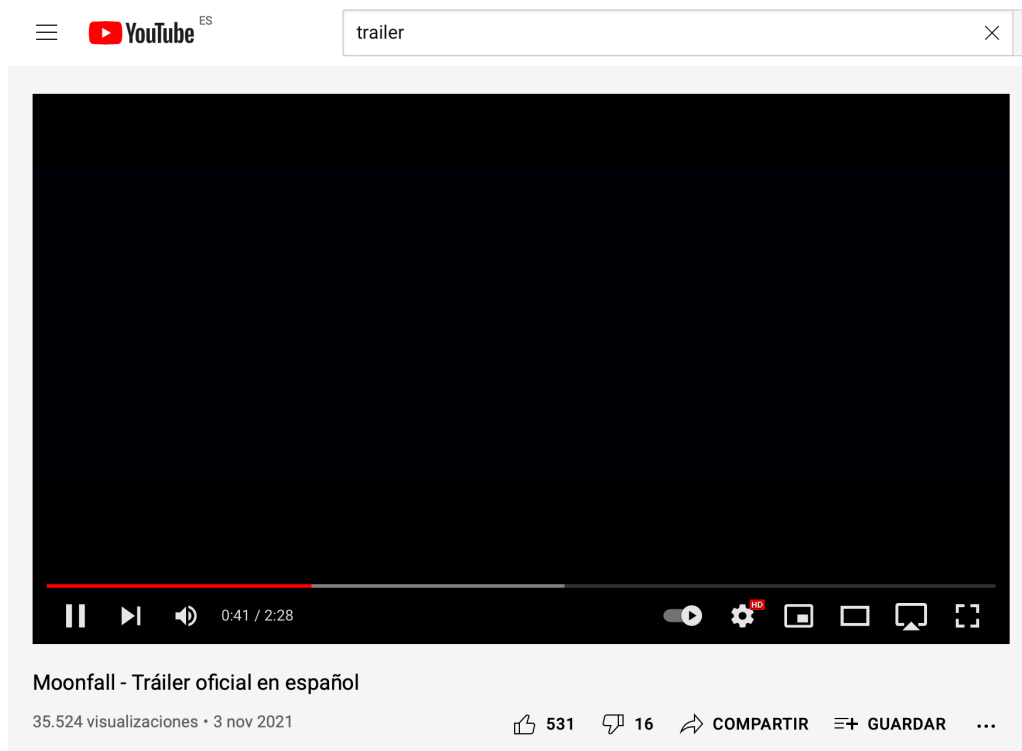 YouTube ES
trailer
0:41 / 2:28
HD
Moonfall - Tráiler oficial en español
35.524 visualizaciones • 3 nov 2021
531 16 COMPARTIR GUARDAR